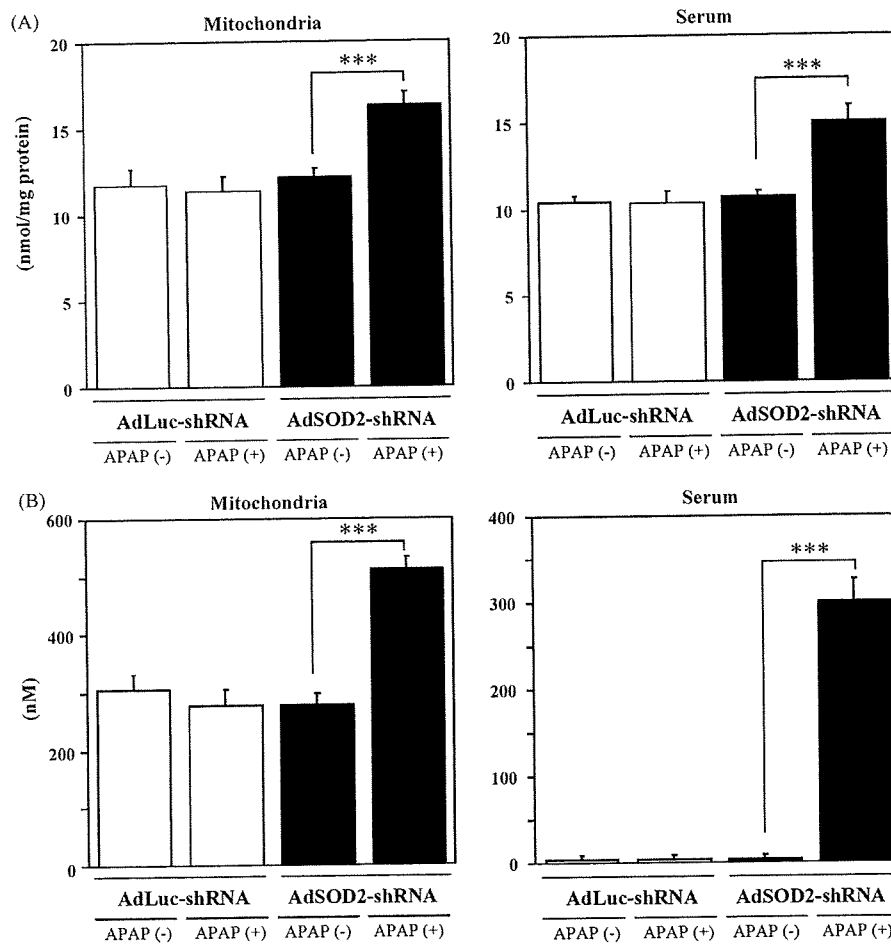 (A)
Mitochondria
Serum
20
15
10
5
0
(nmol/mg protein)
***
20
15
10
5
0
***
AdLuc-shRNA
AdSOD2-shRNA
AdLuc-shRNA
AdSOD2-shRNA
APAP (-)
APAP (+)
APAP (-)
APAP (+)
APAP (-)
APAP (+)
APAP (-)
APAP (+)
(B)
Mitochondria
Serum
600
400
200
0
(nM)
***
400
300
200
100
0
***
AdLuc-shRNA
AdSOD2-shRNA
AdLuc-shRNA
AdSOD2-shRNA
APAP (-)
APAP (+)
APAP (-)
APAP (+)
APAP (-)
APAP (+)
APAP (-)
APAP (+)